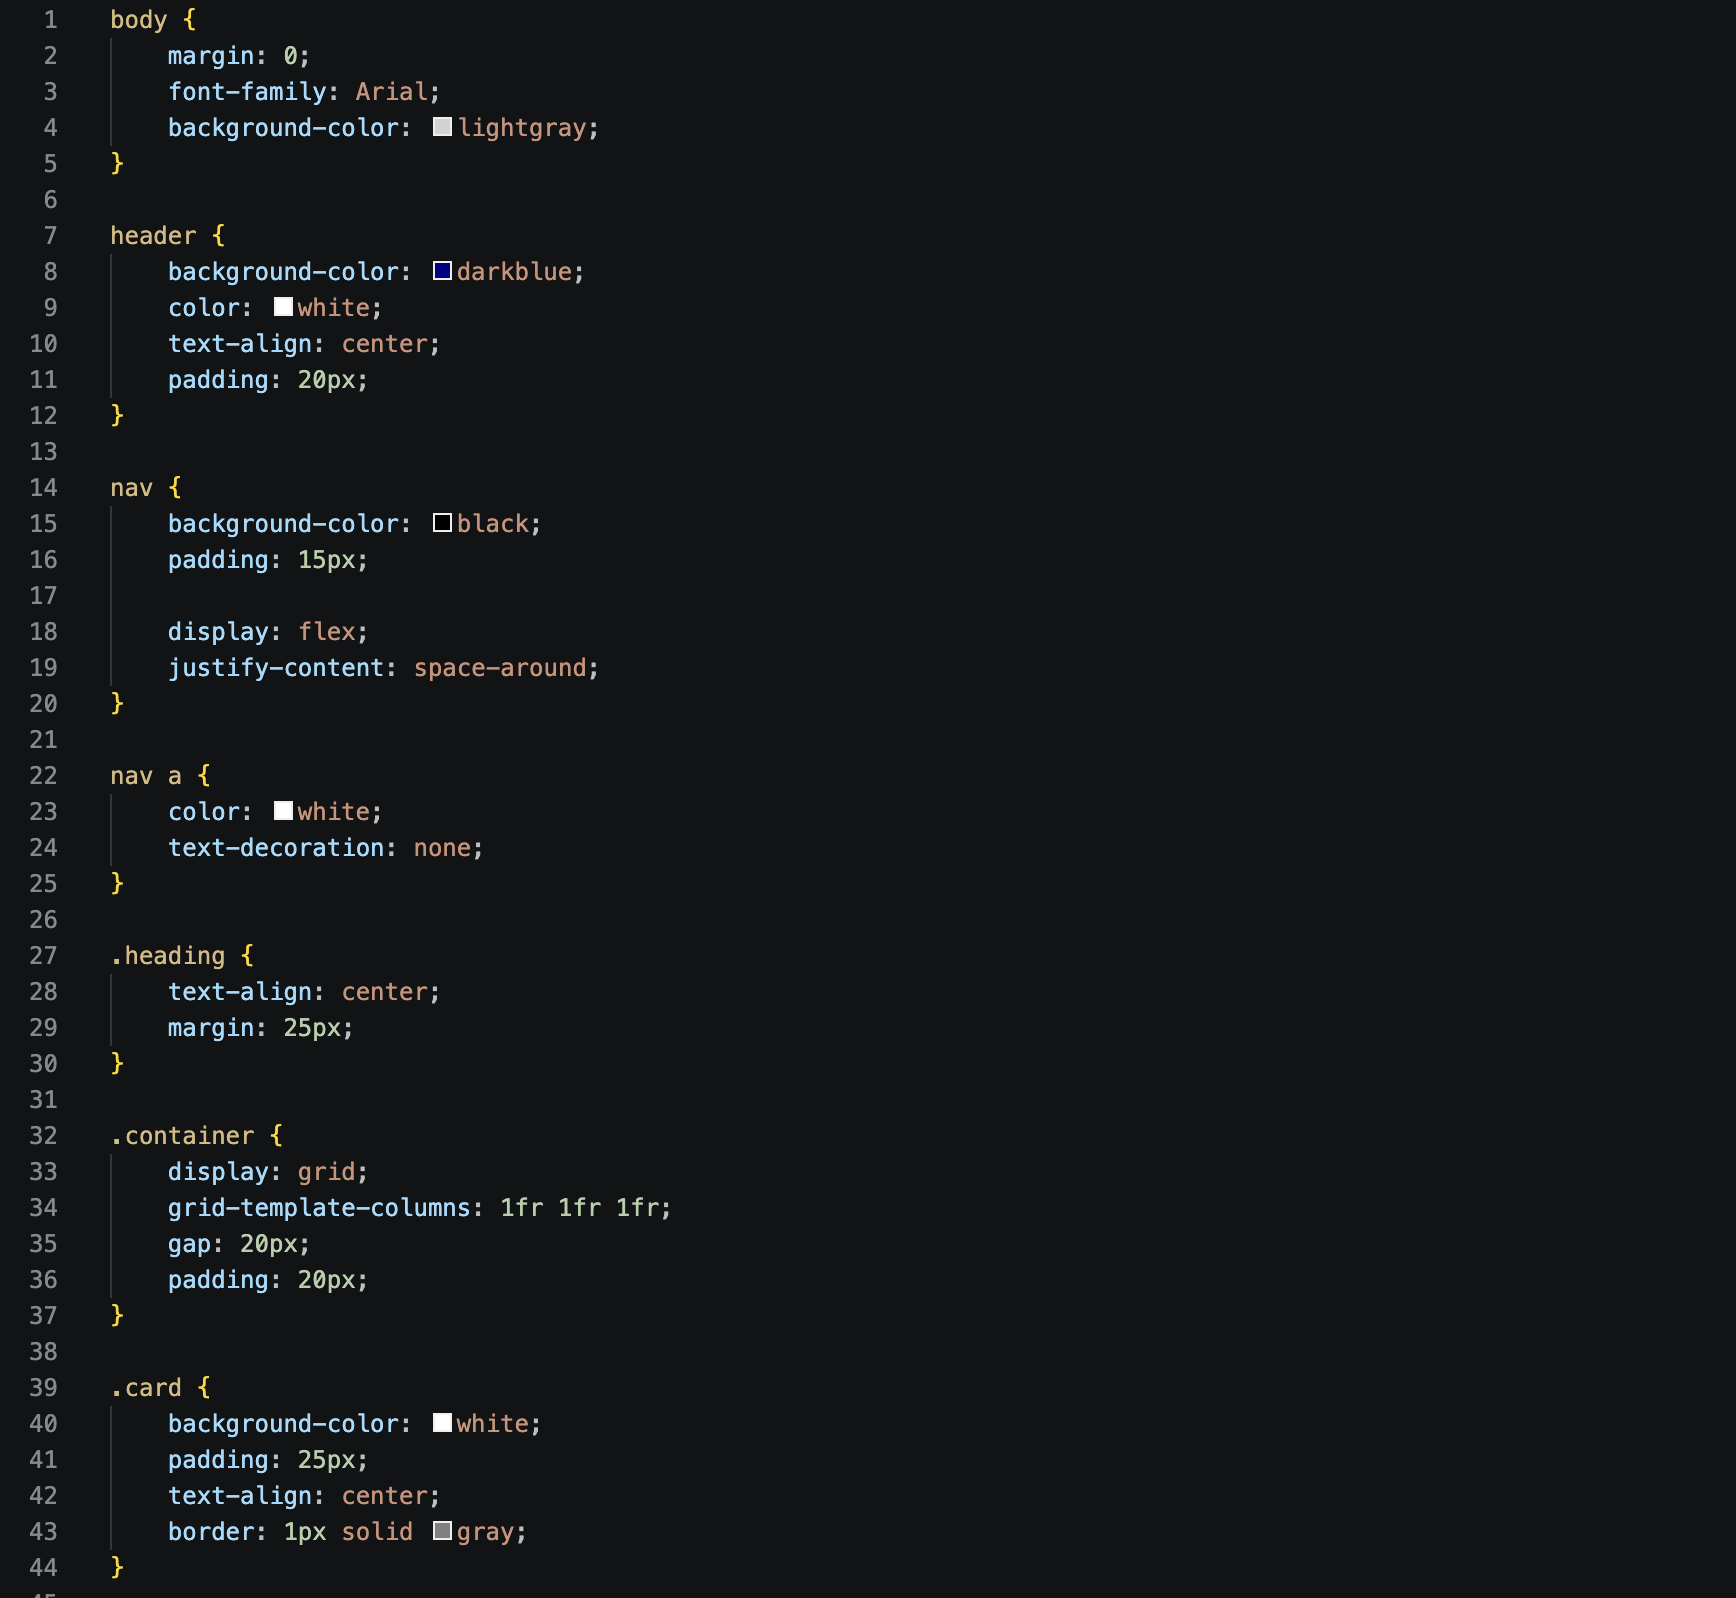 1 body {
2     margin: 0;
3     font-family: Arial;
4     background-color: lightgray;
5 }
6
7 header {
8     background-color: darkblue;
9     color: white;
10     text-align: center;
11     padding: 20px;
12 }
13
14 nav {
15     background-color: black;
16     padding: 15px;
17
18     display: flex;
19     justify-content: space-around;
20 }
21
22 nav a {
23     color: white;
24     text-decoration: none;
25 }
26
27 .heading {
28     text-align: center;
29     margin: 25px;
30 }
31
32 .container {
33     display: grid;
34     grid-template-columns: 1fr 1fr 1fr;
35     gap: 20px;
36     padding: 20px;
37 }
38
39 .card {
40     background-color: white;
41     padding: 25px;
42     text-align: center;
43     border: 1px solid gray;
44 }